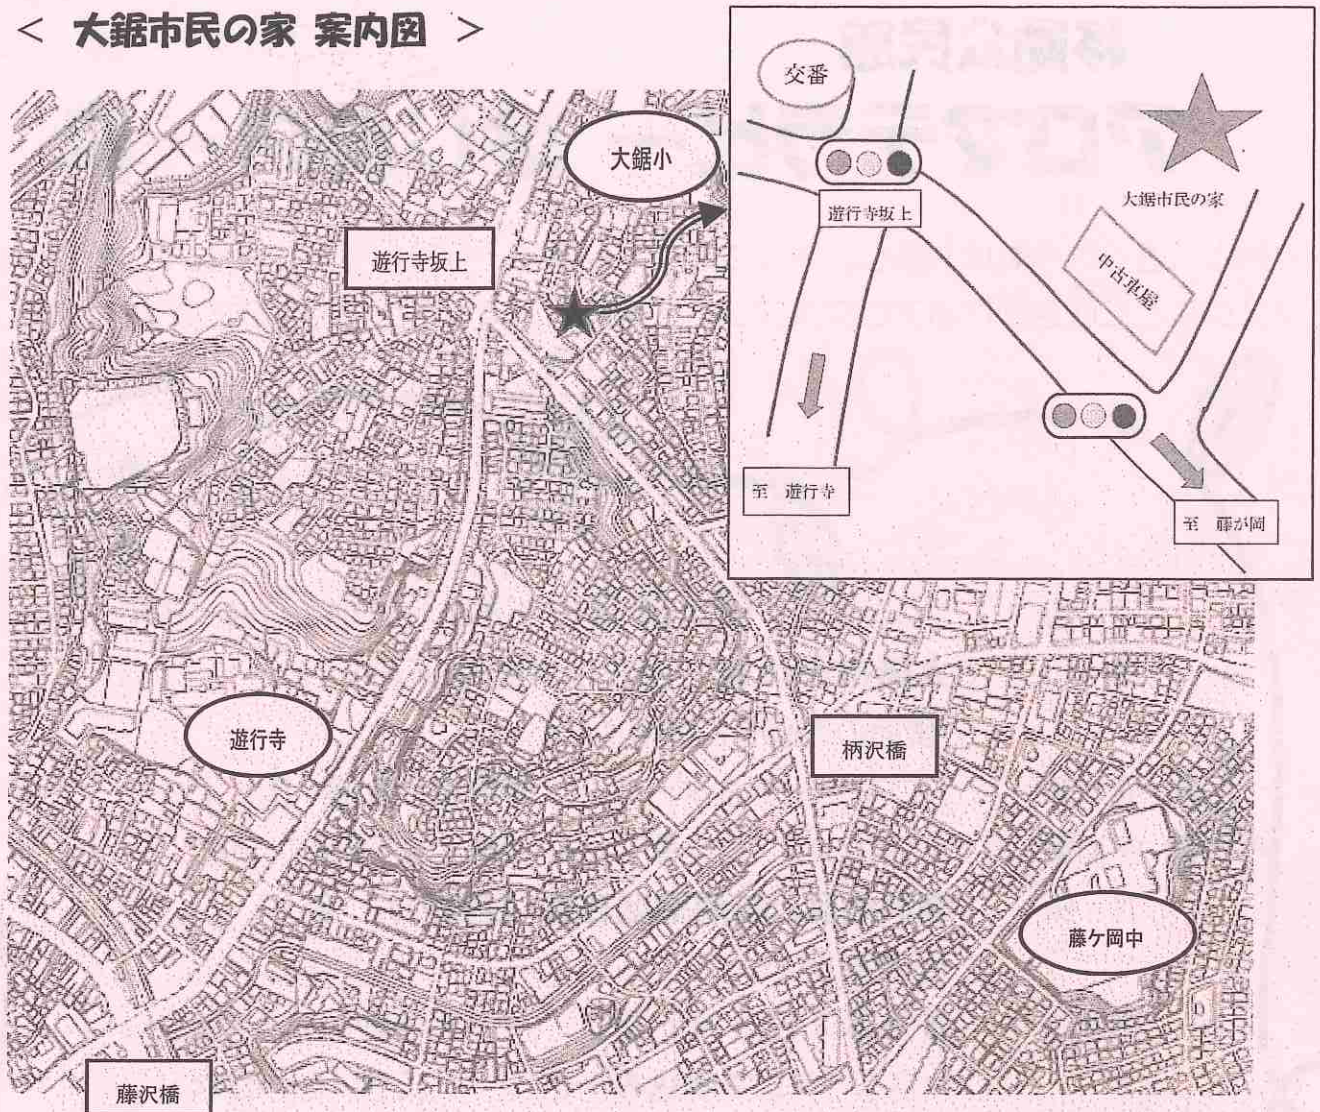 ＜ 大鋸市民の家 案内図 ＞
交番
大鋸小
遊行寺坂上
大鋸市民の家
遊行寺坂上
中古車屋
至　遊行寺
至　藤が岡
遊行寺
柄沢橋
藤ケ岡中
藤沢橋